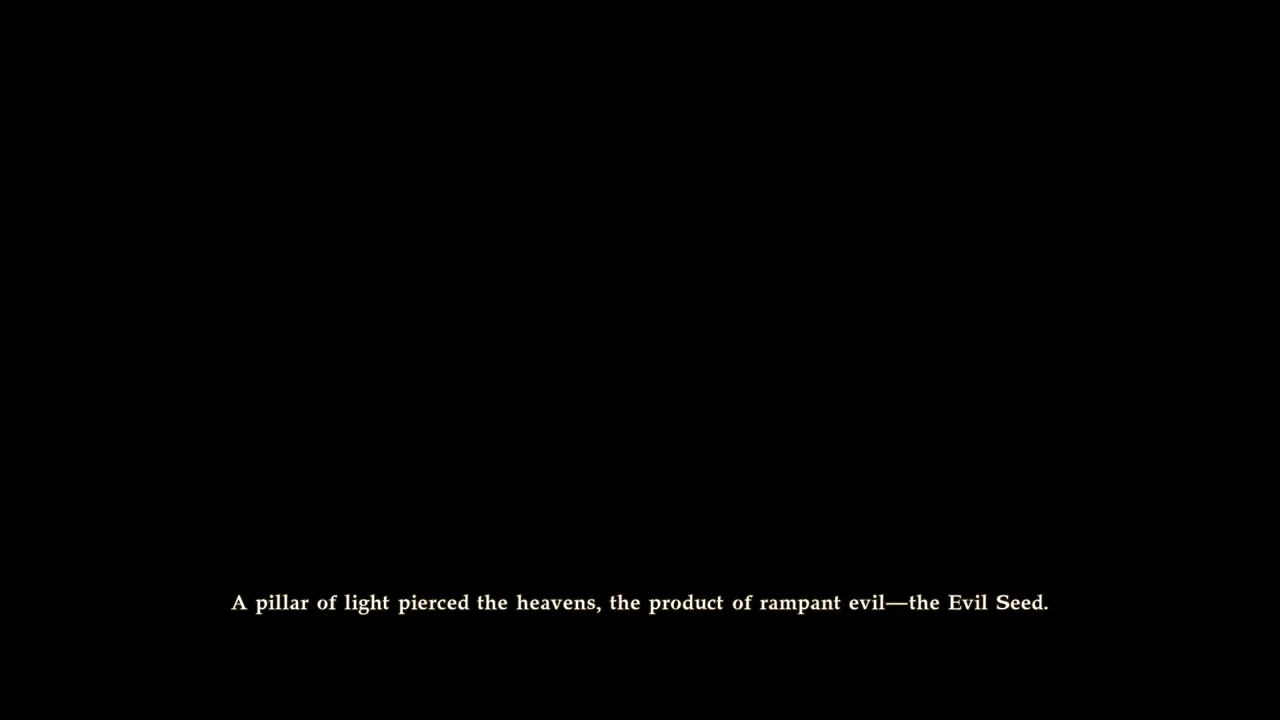 A pillar of light pierced the heavens, the product of rampant evil—the Evil Seed.